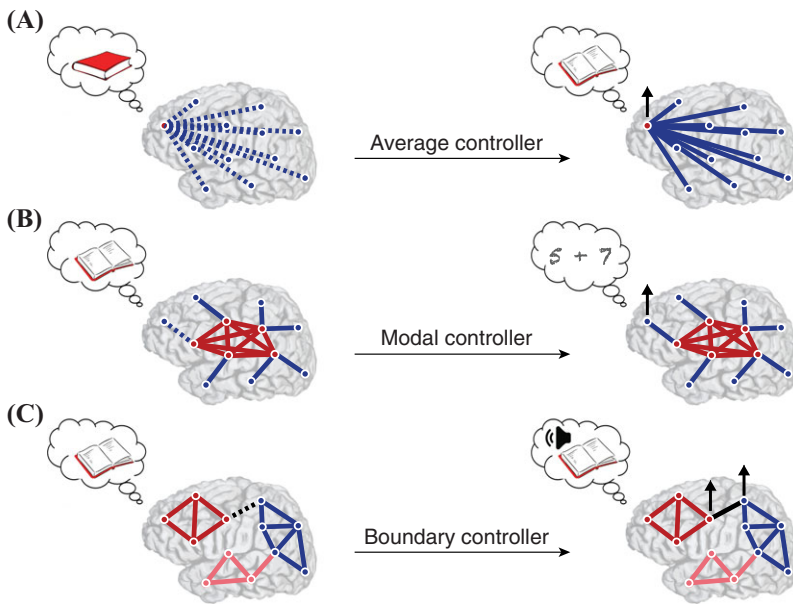 (A)
Average controller
(B)
5 + 7
Modal controller
(C)
Boundary controller